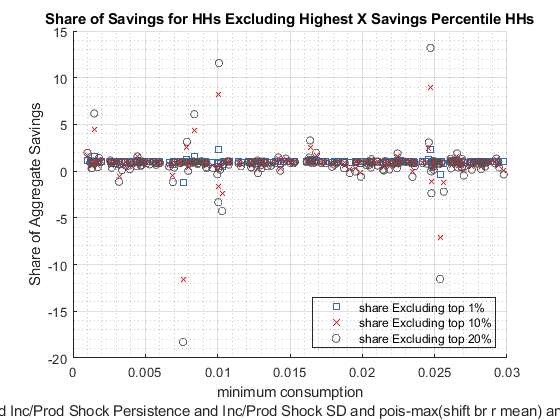 Share of Savings for HHs Excluding Highest X Savings Percentile HHs
15
10
5
0
-5
-10
-15
-20
Share of Aggregate Savings
share Excluding top 1%
share Excluding top 10%
share Excluding top 20%
0 0.005 0.01 0.015 0.02 0.025 0.03
minimum consumption
d Inc/Prod Shock Persistence and Inc/Prod Shock SD and pois-max(shift br r mean) ar